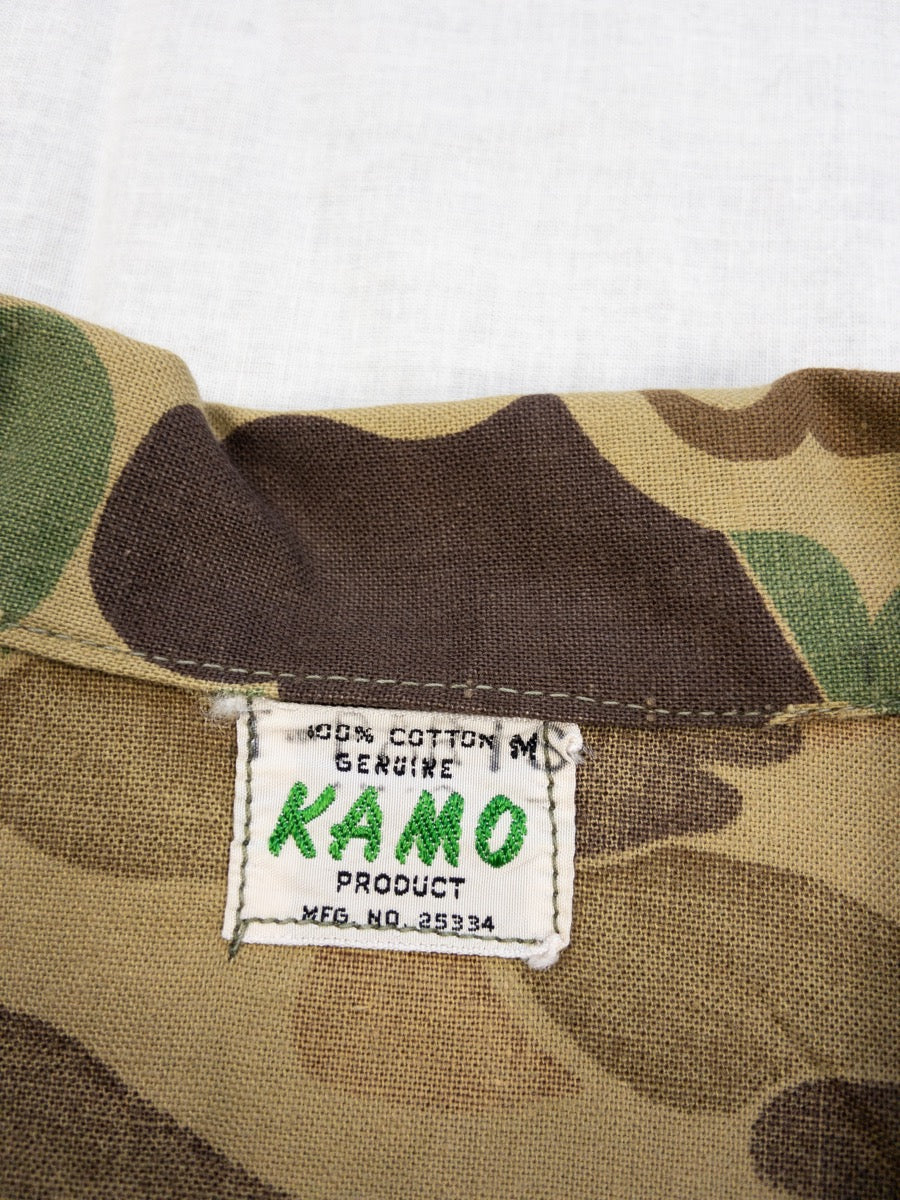 100% COTTON M
GENUINE
KAMO
PRODUCT
MFG. NO. 25334